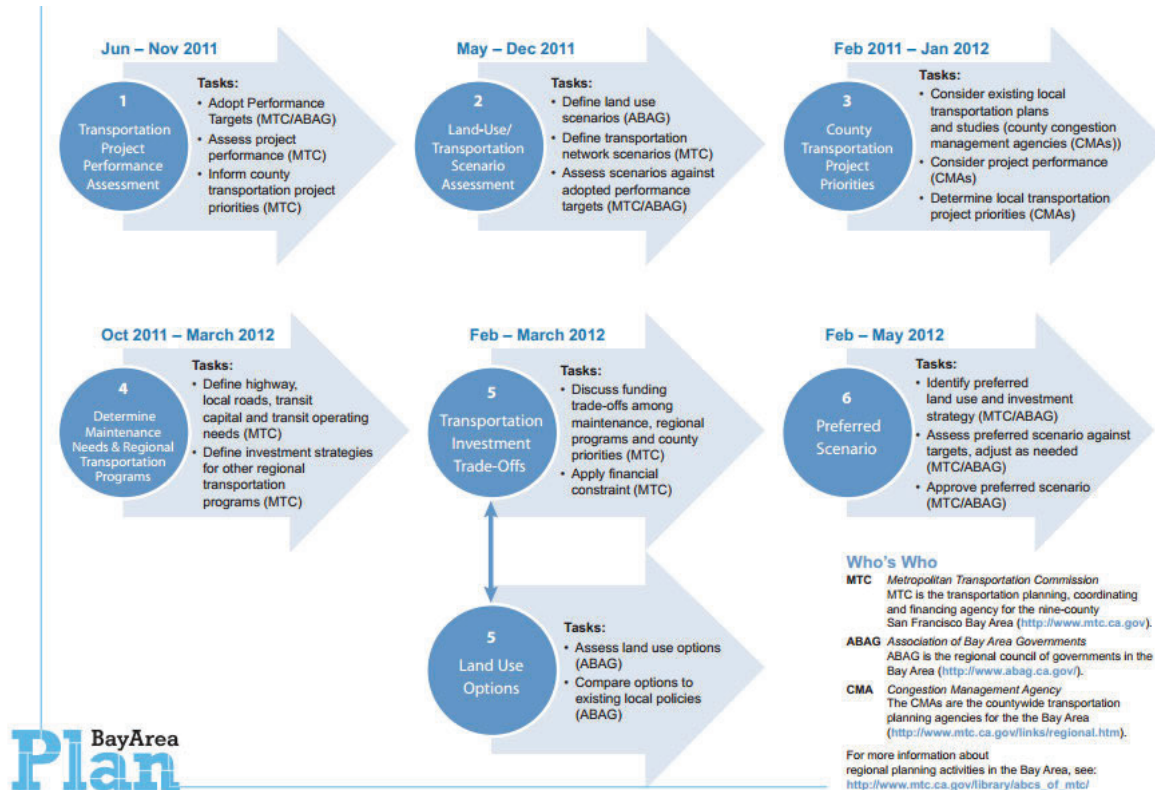 Jun – Nov 2011
1
Transportation
Project
Performance
Assessment
Tasks:
• Adopt Performance
Targets (MTC/ABAG)
• Assess project
performance (MTC)
• Inform county
transportation project
priorities (MTC)
May – Dec 2011
2
Land-Use/
Transportation
Scenario
Assessment
Tasks:
• Define land use
scenarios (ABAG)
• Define transportation
network scenarios (MTC)
• Assess scenarios against
adopted performance
targets (MTC/ABAG)
Feb 2011 – Jan 2012
3
County
Transportation
Project
Priorities
Tasks:
• Consider existing local
transportation plans
and studies (county congestion
management agencies (CMAs))
• Consider project performance
(CMAs)
• Determine local transportation
project priorities (CMAs)
Oct 2011 – March 2012
4
Determine
Maintenance
Needs & Regional
Transportation
Programs
Tasks:
• Define highway,
local roads, transit
capital and transit operating
needs (MTC)
• Define investment strategies
for other regional
transportation
programs (MTC)
Feb – March 2012
5
Transportation
Investment
Trade-Offs
Tasks:
• Discuss funding
trade-offs among
maintenance, regional
programs and county
priorities (MTC)
• Apply financial
constraint (MTC)
Feb – May 2012
6
Preferred
Scenario
Tasks:
• Identify preferred
land use and investment
strategy (MTC/ABAG)
• Assess preferred scenario against
targets, adjust as needed
(MTC/ABAG)
• Approve preferred scenario
(MTC/ABAG)
5
Land Use
Options
Tasks:
• Assess land use options
(ABAG)
• Compare options to
existing local policies
(ABAG)
Who's Who
MTC Metropolitan Transportation Commission
MTC is the transportation planning, coordinating
and financing agency for the nine-county
San Francisco Bay Area (http://www.mtc.ca.gov).
ABAG Association of Bay Area Governments
ABAG is the regional council of governments in the
Bay Area (http://www.abag.ca.gov/).
CMA Congestion Management Agency
The CMAs are the countywide transportation
planning agencies for the the Bay Area
(http://www.mtc.ca.gov/links/regional.htm).
For more information about
regional planning activities in the Bay Area, see:
http://www.mtc.ca.gov/library/abcs_of_mtc/
BayArea
Plan